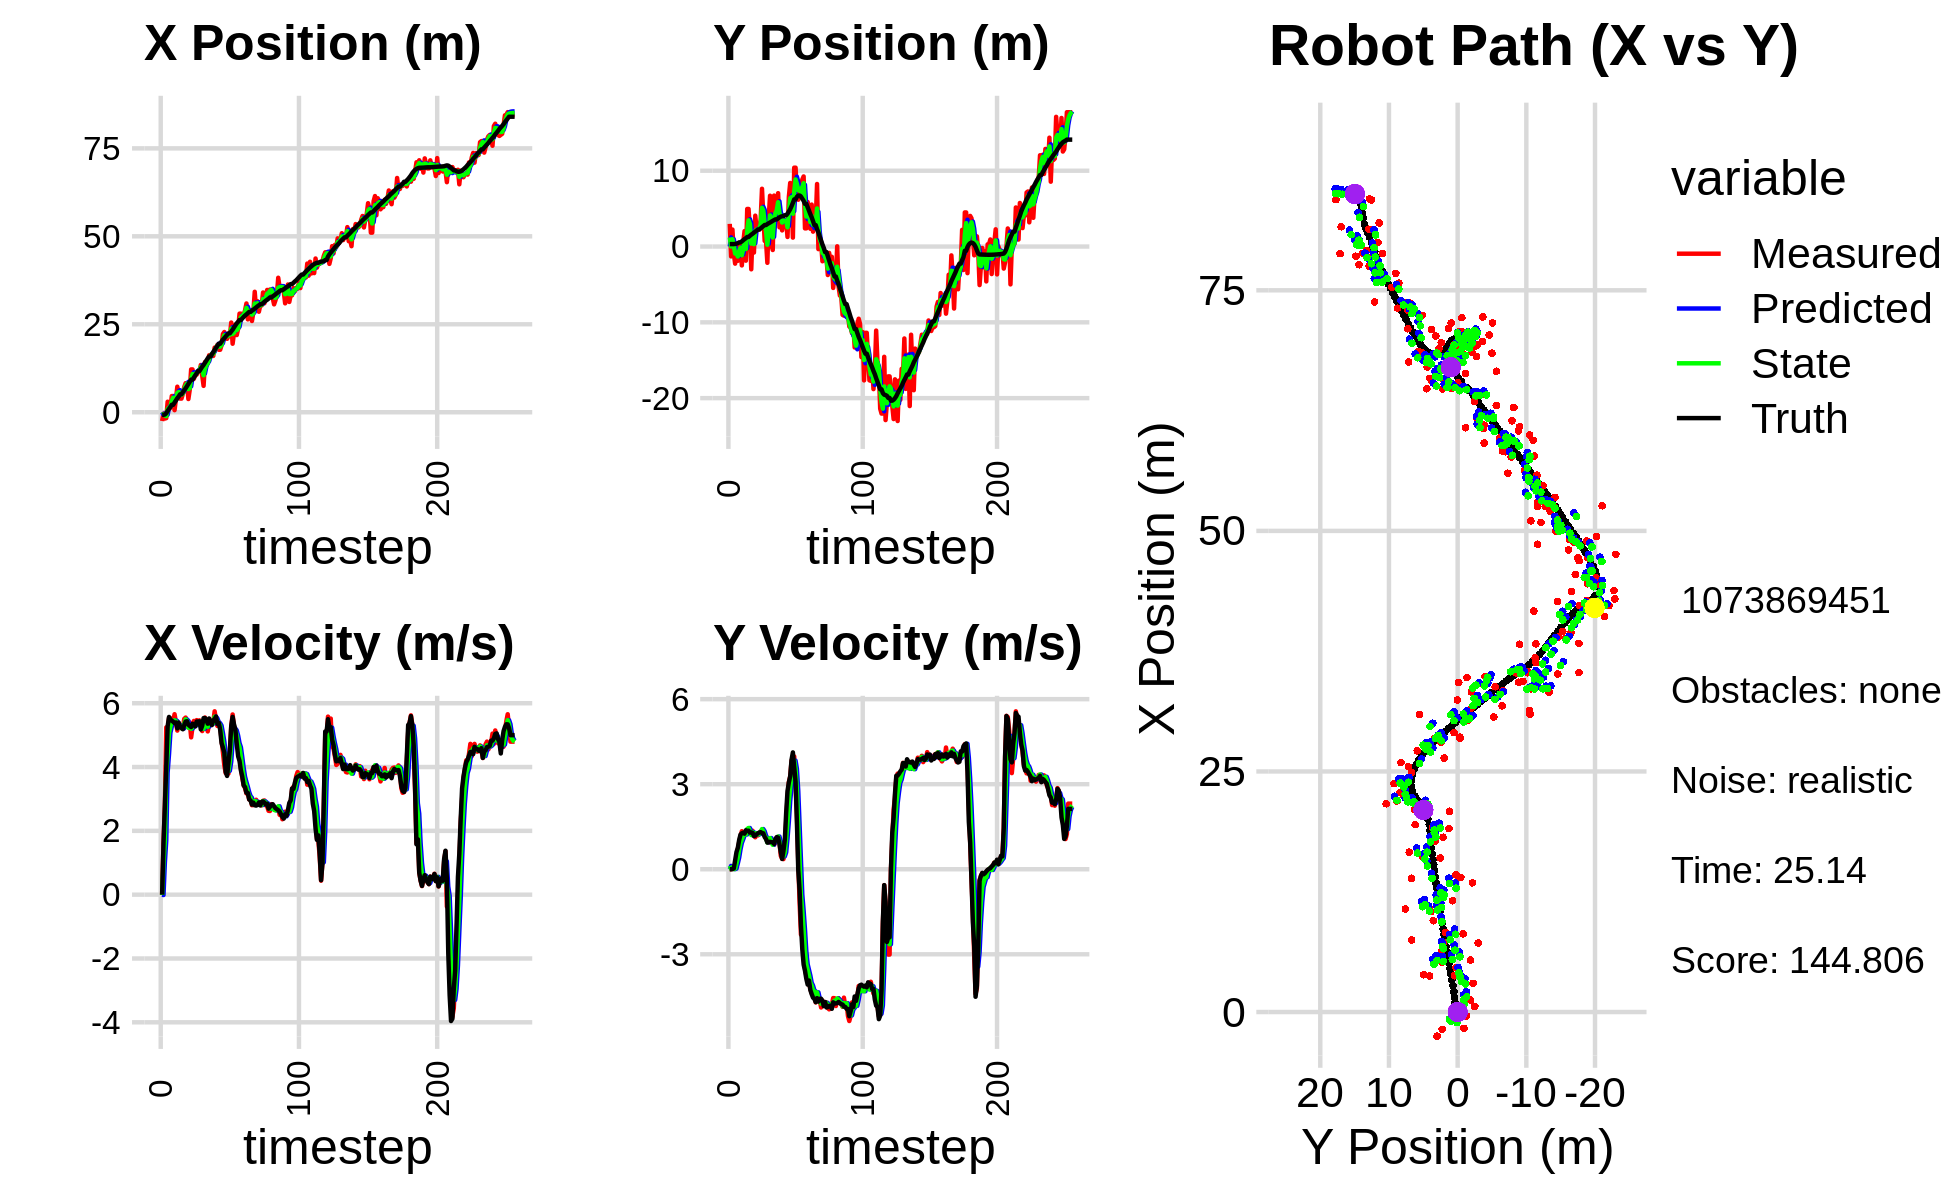 X Position (m)
75
50
25
0
0
100
200
timestep
Y Position (m)
10
0
-10
-20
0
100
200
timestep
X Velocity (m/s)
6
4
2
0
-2
-4
0
100
200
timestep
Y Velocity (m/s)
6
3
0
-3
0
100
200
timestep
Robot Path (X vs Y)
X Position (m)
75
50
25
0
20 10 0 -10 -20
Y Position (m)
variable
Measured
Predicted
State
Truth
1073869451
Obstacles: none
Noise: realistic
Time: 25.14
Score: 144.806